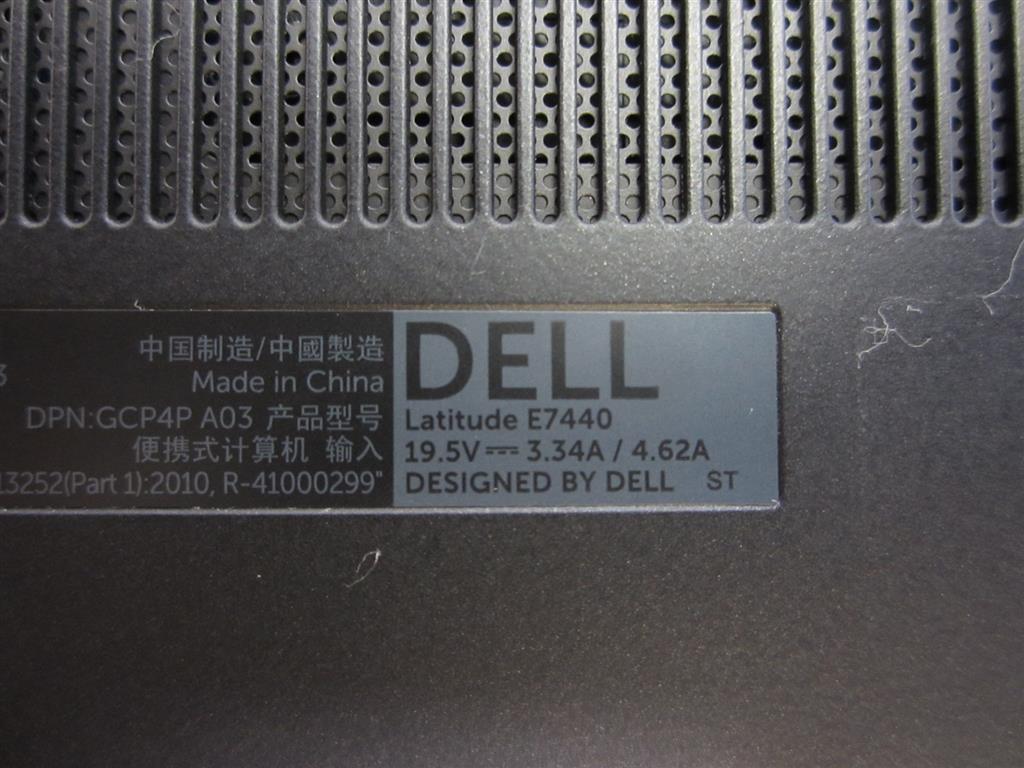 3
中国制造/中國製造
Made in China
DPN:GCP4P A03 产品型号
便携式计算机 输入
13252(Part 1):2010, R-41000299"
DELL
Latitude E7440
19.5V⎓ 3.34A / 4.62A
DESIGNED BY DELL ST